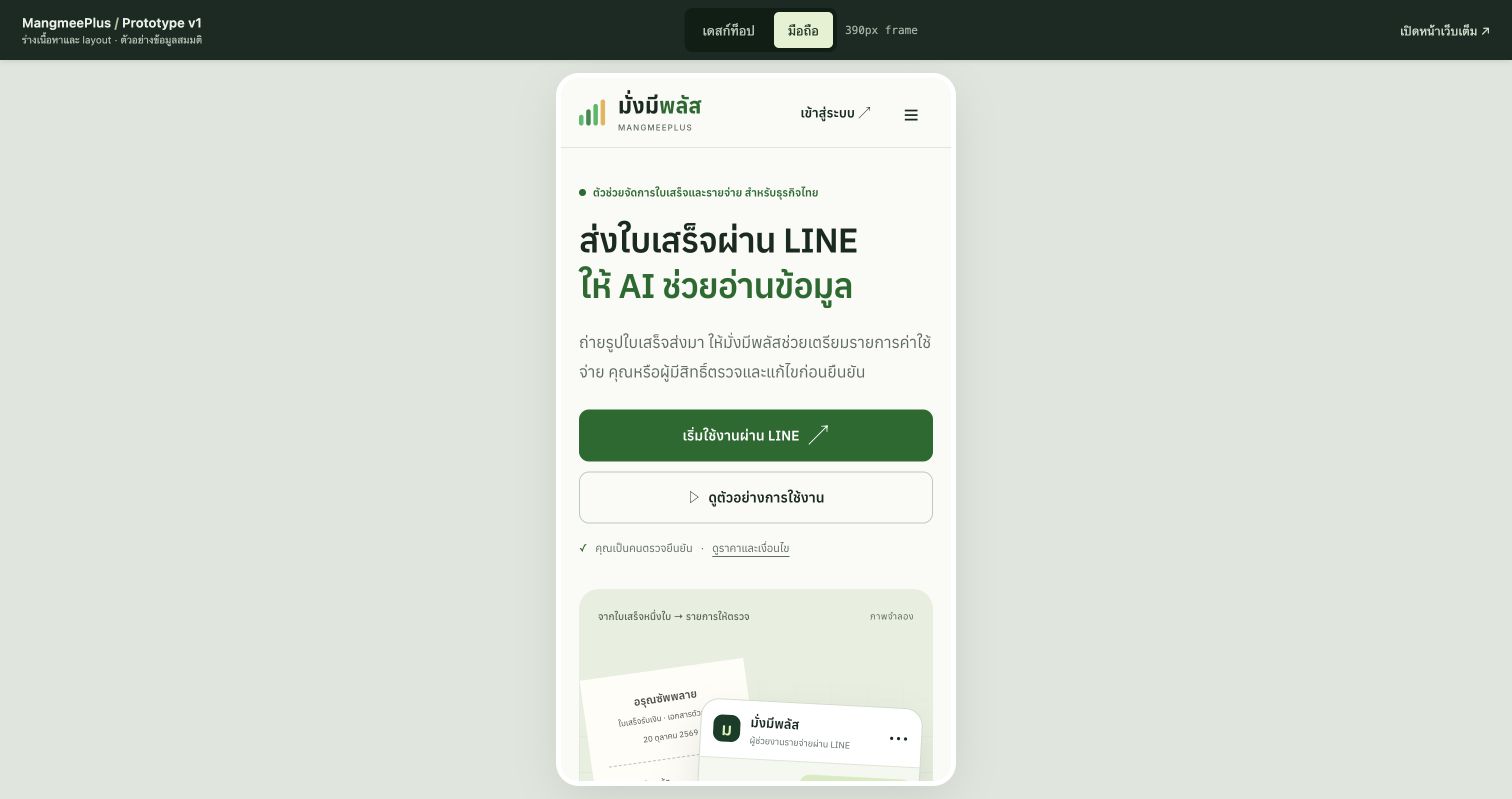 MangmeePlus / Prototype v1
ร่างเนื้อหาและ layout · ตัวอย่างข้อมูลสมมติ
เดสก์ท็อป
มือถือ
390px frame
เปิดหน้าเว็บเต็ม ↗
มั่งมีพลัส
MANGMEEPLUS
เข้าสู่ระบบ ↗
ตัวช่วยจัดการใบเสร็จและรายจ่าย สำหรับธุรกิจไทย
ส่งใบเสร็จผ่าน LINE
ให้ AI ช่วยอ่านข้อมูล
ถ่ายรูปใบเสร็จส่งมา ให้มั่งมีพลัสช่วยเตรียมรายการค่าใช้
จ่าย คุณหรือผู้มีสิทธิ์ตรวจและแก้ไขก่อนยืนยัน
เริ่มใช้งานผ่าน LINE ↗
ดูตัวอย่างการใช้งาน
✓ คุณเป็นคนตรวจยืนยัน · ดูราคาและเงื่อนไข
จากใบเสร็จหนึ่งใบ → รายการให้ตรวจ
ภาพจำลอง
อรุณซัพพลาย
ใบเสร็จรับเงิน · เอกสาร
20 ตุลาคม 2569
ม
มั่งมีพลัส
ผู้ช่วยงานรายจ่ายผ่าน LINE